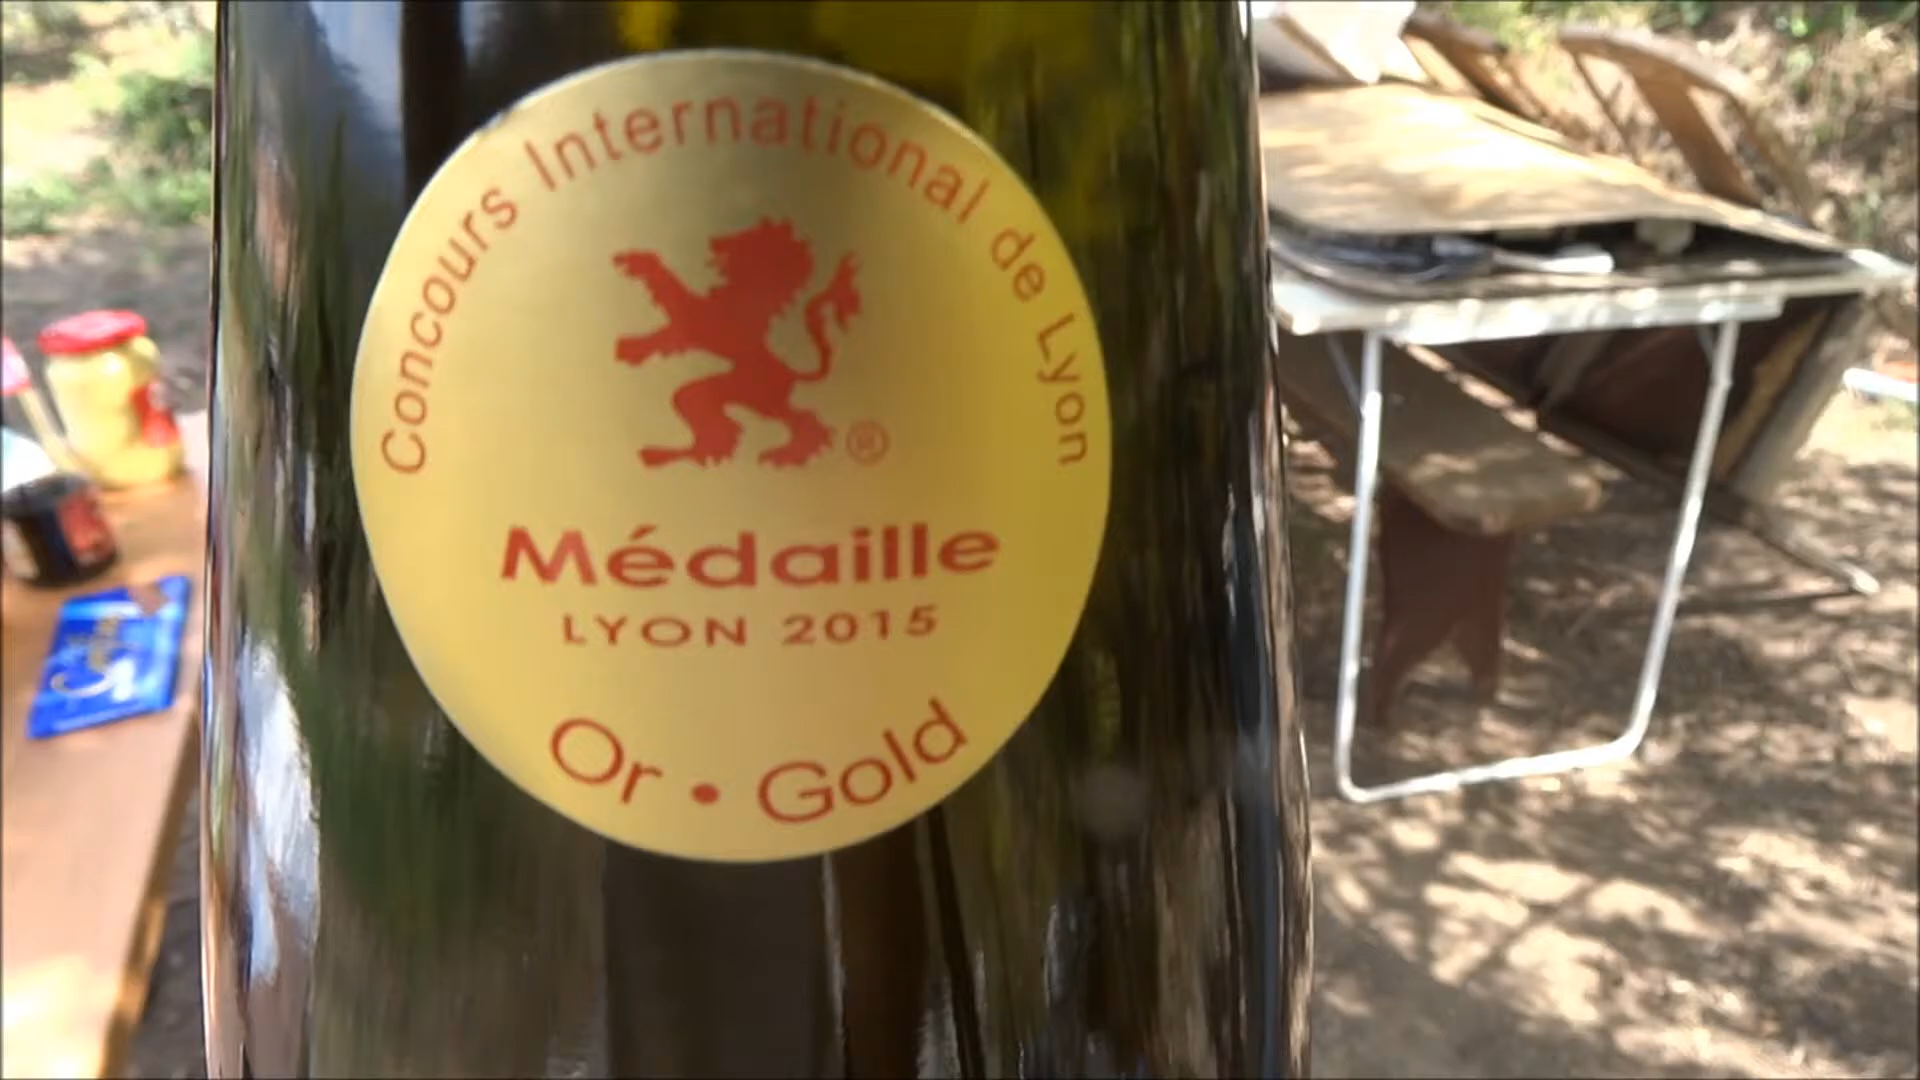 Concours International de Lyon
®
Médaille
LYON 2015
Or • Gold